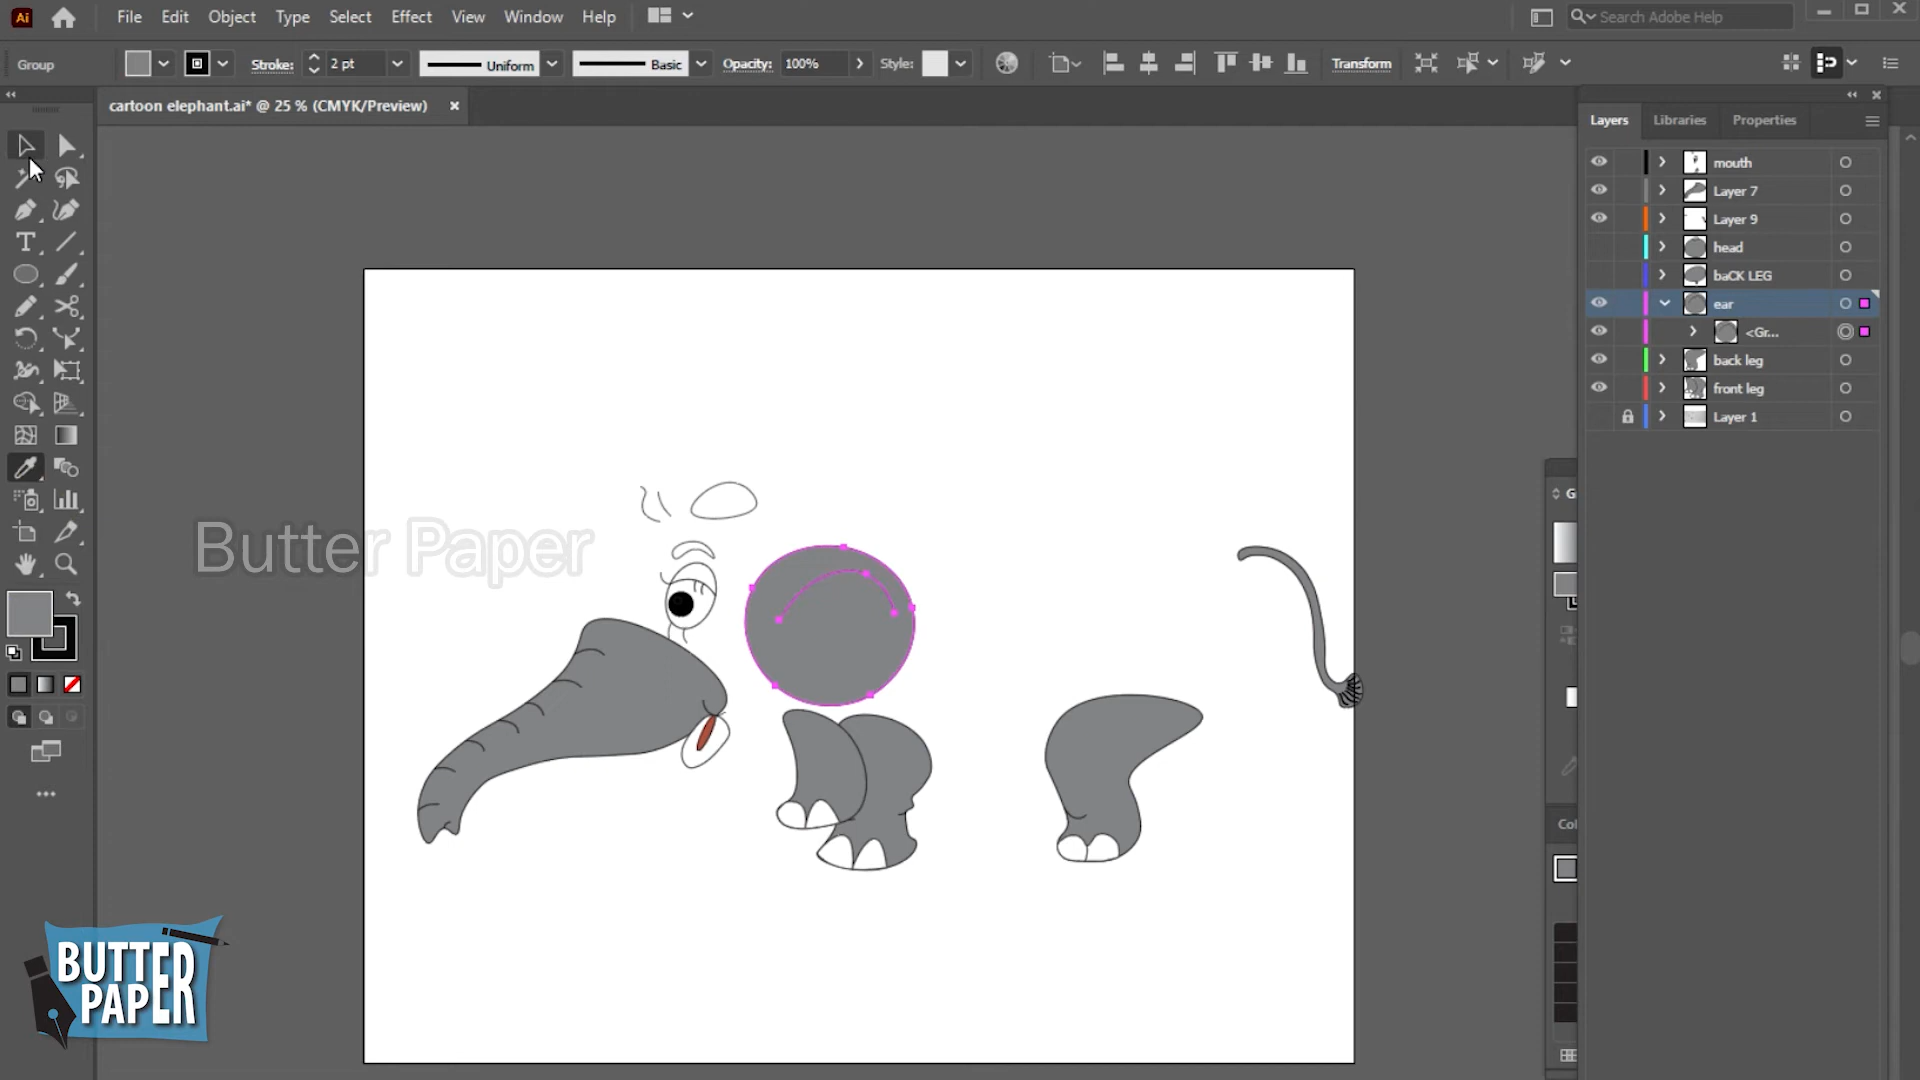 Ai File Edit Object Type Select Effect View Window Help Search Adobe Help
Group Stroke: 2 pt Uniform Basic Opacity: 100% Style: Transform
cartoon elephant.ai* @ 25 % (CMYK/Preview)
Layers Libraries Properties
mouth
Layer 7
Layer 9
head
baCK LEG
ear
<Gr...
back leg
front leg
Layer 1
G
Butter Paper
Col
BUTTER
PAPER